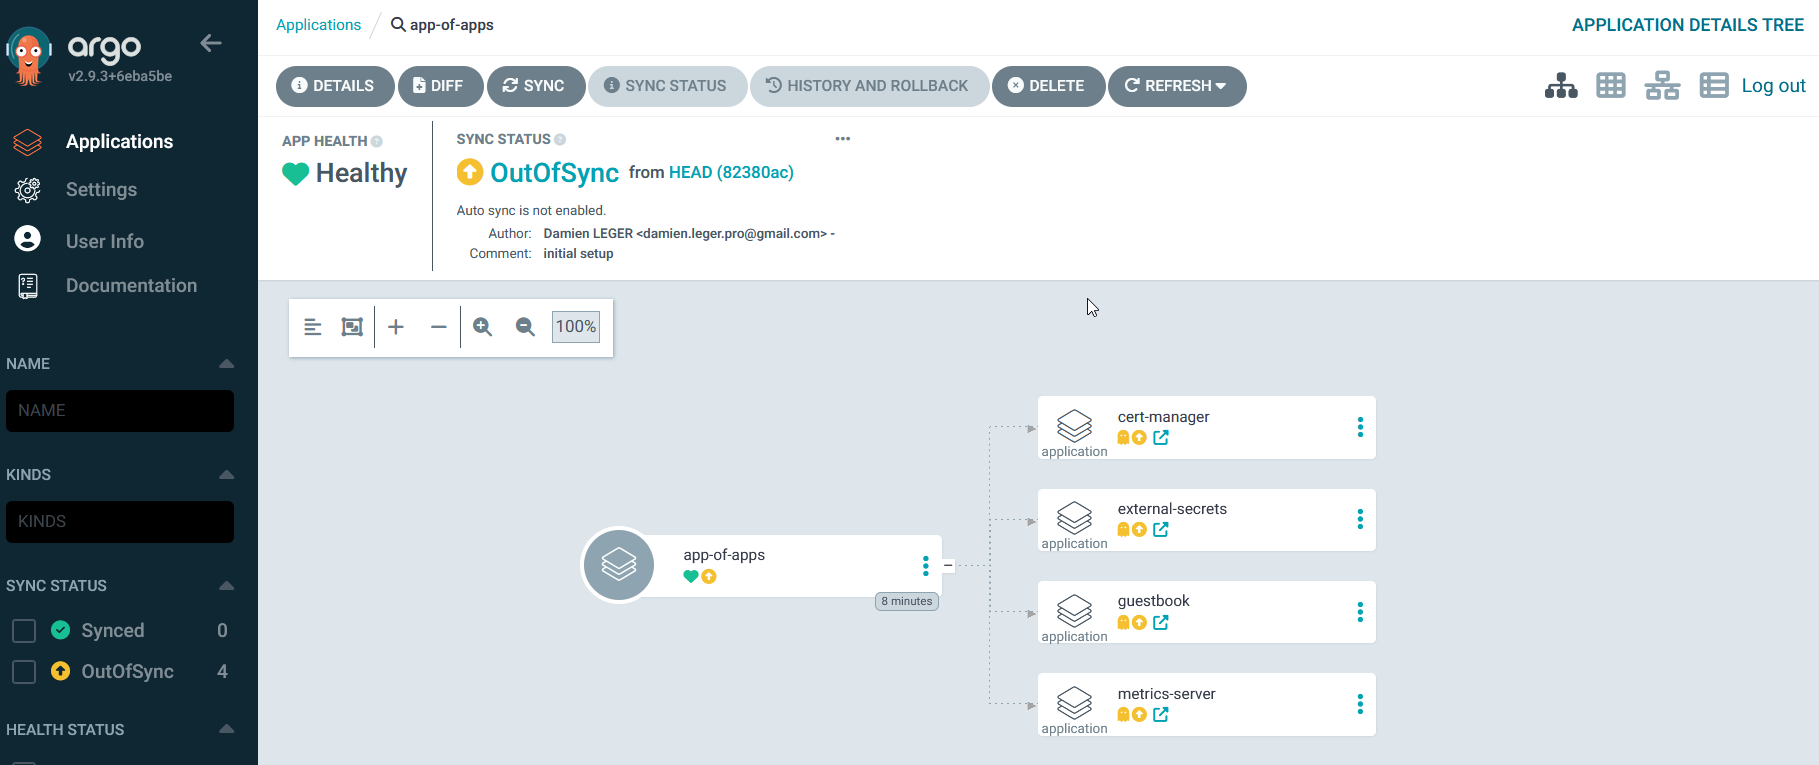 argo
v2.9.3+6eba5be
Applications
Settings
User Info
Documentation
NAME
NAME
KINDS
KINDS
SYNC STATUS
Synced 0
OutOfSync 4
HEALTH STATUS
Applications / app-of-apps
APPLICATION DETAILS TREE
DETAILS DIFF SYNC SYNC STATUS HISTORY AND ROLLBACK DELETE REFRESH
Log out
APP HEALTH
Healthy
SYNC STATUS
OutOfSync from HEAD (82380ac)
Auto sync is not enabled.
Author: Damien LEGER <damien.leger.pro@gmail.com> -
Comment: initial setup
100%
app-of-apps
8 minutes
cert-manager
application
external-secrets
application
guestbook
application
metrics-server
application